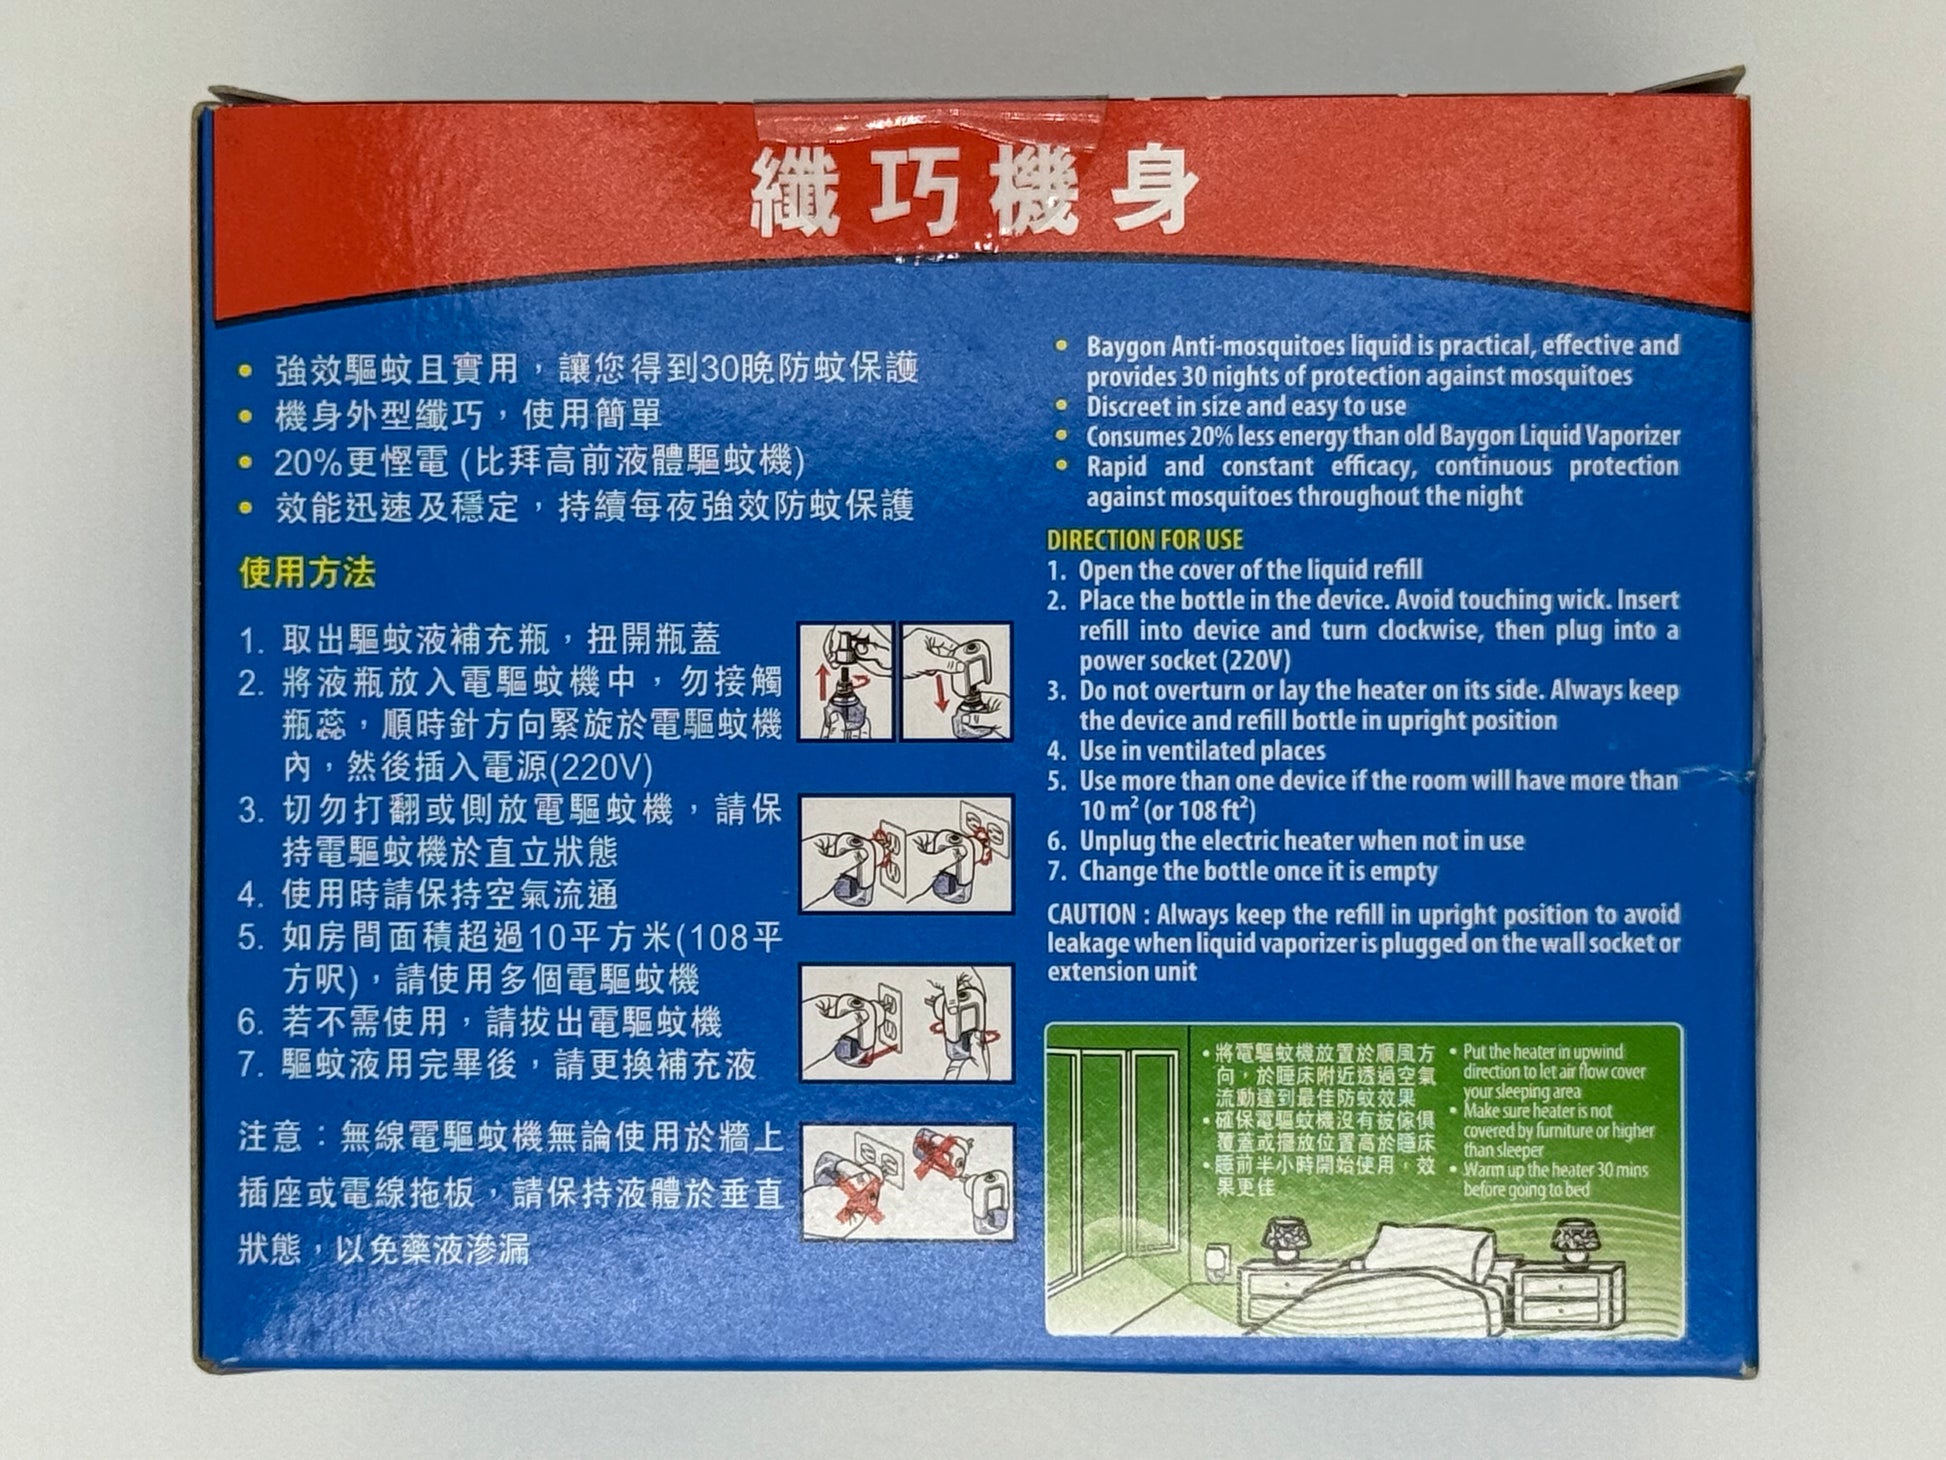 纖巧機身
• 強效驅蚊且實用，讓您得到30晚防蚊保護
• 機身外型纖巧，使用簡單
• 20%更慳電 (比拜高前液體驅蚊機)
• 效能迅速及穩定，持續每夜強效防蚊保護
使用方法
1. 取出驅蚊液補充瓶，扭開瓶蓋
2. 將液瓶放入電驅蚊機中，勿接觸
瓶蕊，順時針方向緊旋於電驅蚊機
內，然後插入電源(220V)
3. 切勿打翻或側放電驅蚊機，請保
持電驅蚊機於直立狀態
4. 使用時請保持空氣流通
5. 如房間面積超過10平方米(108平
方呎)，請使用多個電驅蚊機
6. 若不需使用，請拔出電驅蚊機
7. 驅蚊液用完畢後，請更換補充液
注意：無線電驅蚊機無論使用於牆上
插座或電線拖板，請保持液體於垂直
狀態，以免藥液滲漏
• Baygon Anti-mosquitoes liquid is practical, effective and
provides 30 nights of protection against mosquitoes
• Discreet in size and easy to use
• Consumes 20% less energy than old Baygon Liquid Vaporizer
• Rapid and constant efficacy, continuous protection
against mosquitoes throughout the night
DIRECTION FOR USE
1. Open the cover of the liquid refill
2. Place the bottle in the device. Avoid touching wick. Insert
refill into device and turn clockwise, then plug into a
power socket (220V)
3. Do not overturn or lay the heater on its side. Always keep
the device and refill bottle in upright position
4. Use in ventilated places
5. Use more than one device if the room will have more than
10 m² (or 108 ft²)
6. Unplug the electric heater when not in use
7. Change the bottle once it is empty
CAUTION : Always keep the refill in upright position to avoid
leakage when liquid vaporizer is plugged on the wall socket or
extension unit
• 將電驅蚊機放置於順風方
向，於睡床附近透過空氣
流動達到最佳防蚊效果
• 確保電驅蚊機沒有被傢俱
覆蓋或擺放位置高於睡床
• 睡前半小時開始使用，效
果更佳
• Put the heater in upwind
direction to let air flow cover
your sleeping area
• Make sure heater is not
covered by furniture or higher
than sleeper
• Warm up the heater 30 mins
before going to bed